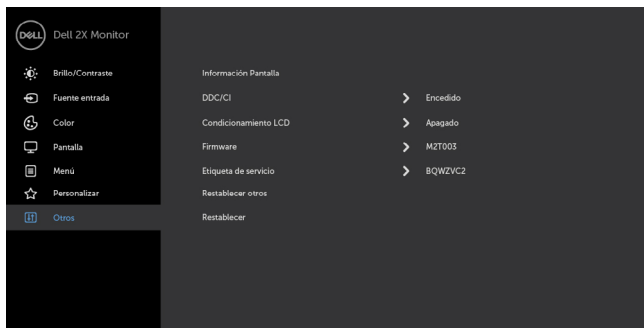 DELL Dell 2X Monitor
Brillo/Contraste
Información Pantalla
Fuente entrada
DDC/CI
Encedido
Color
Condicionamiento LCD
Apagado
Pantalla
Firmware
M2T003
Menú
Etiqueta de servicio
BQWZVC2
Personalizar
Restablecer otros
Otros
Restablecer